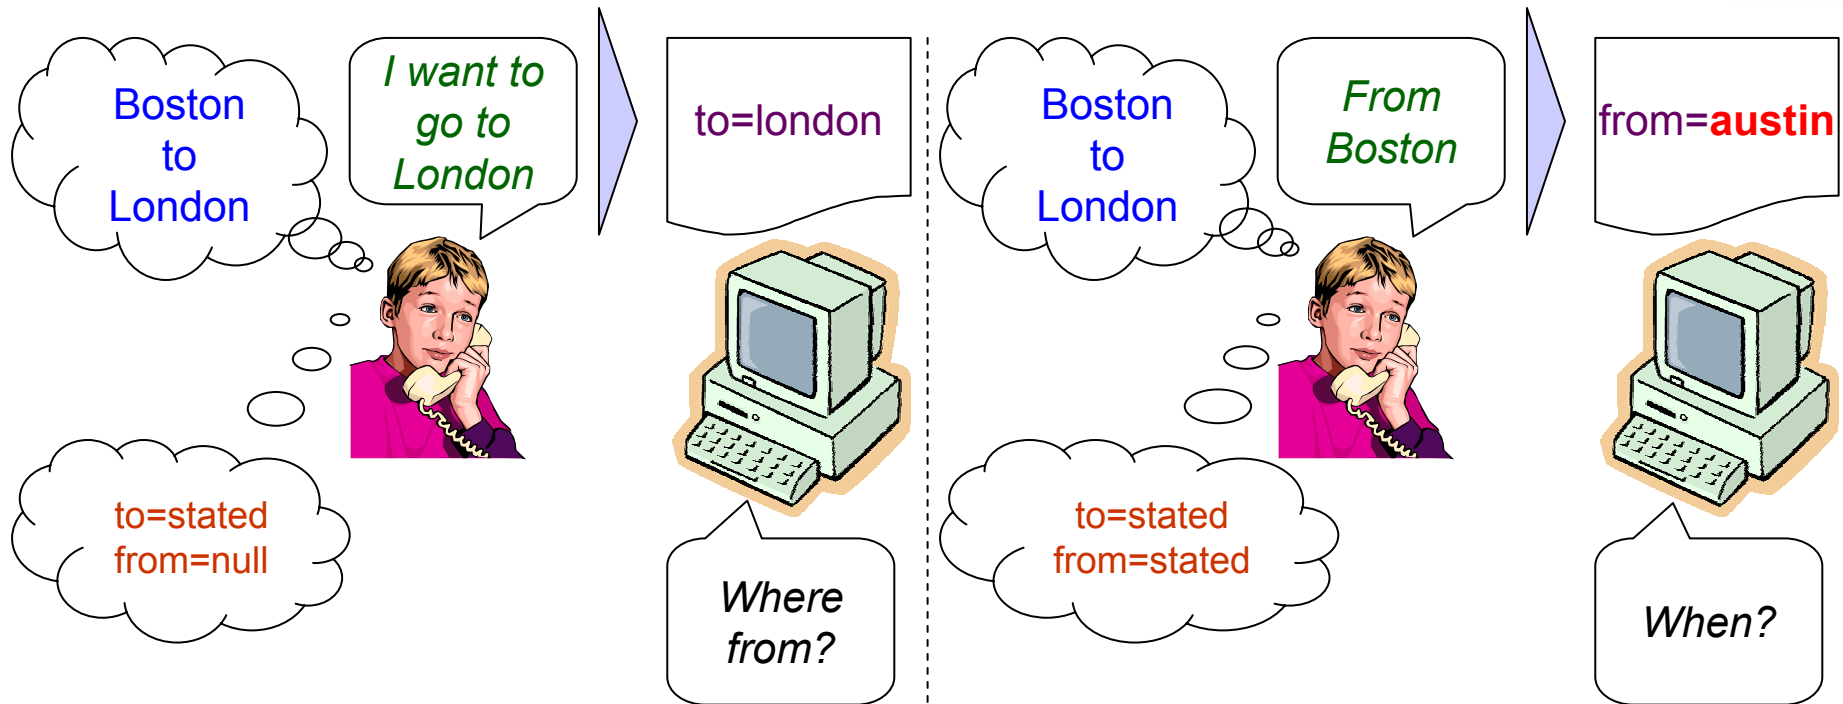 Boston
to
London
I want to
go to
London
to=london
to=stated
from=null
Where
from?
Boston
to
London
From
Boston
from=austin
to=stated
from=stated
When?